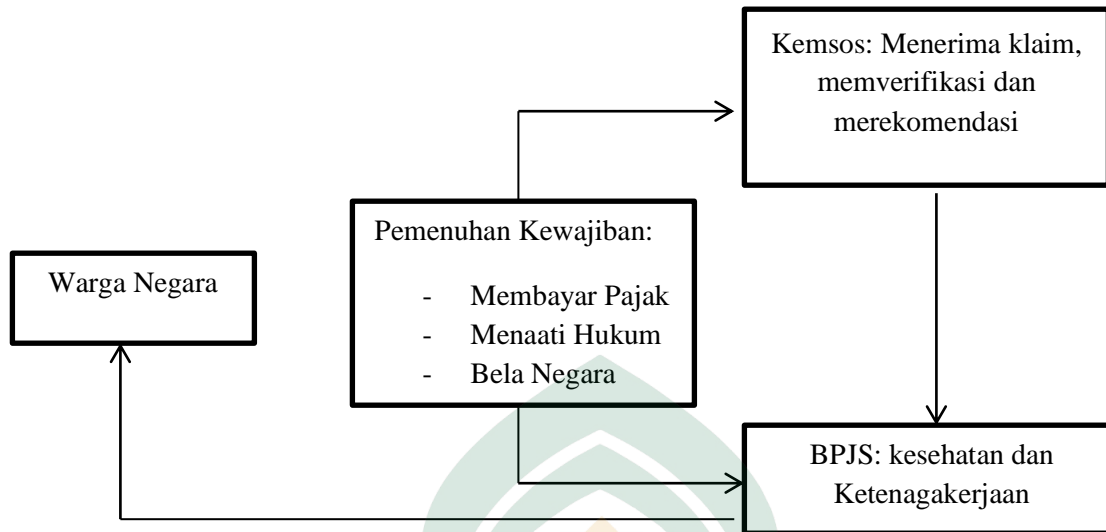 Kemsos: Menerima klaim,
memverifikasi dan
merekomendasi
Pemenuhan Kewajiban:
- Membayar Pajak
- Menaati Hukum
- Bela Negara
Warga Negara
BPJS: kesehatan dan
Ketenagakerjaan